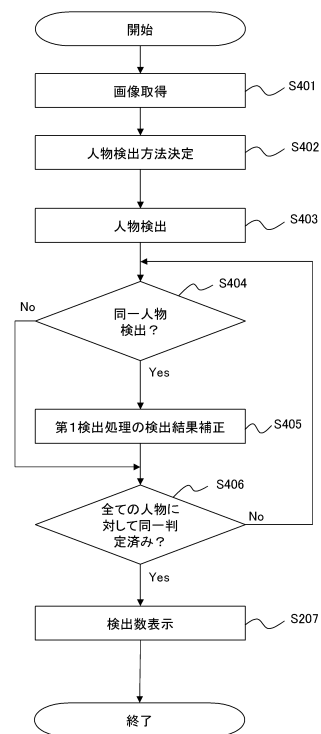 開始
画像取得
S401
人物検出方法決定
S402
人物検出
S403
S404
No
同一人物
検出？
Yes
第1検出処理の検出結果補正
S405
S406
全ての人物に
対して同一判
定済み？
No
Yes
検出数表示
S207
終了